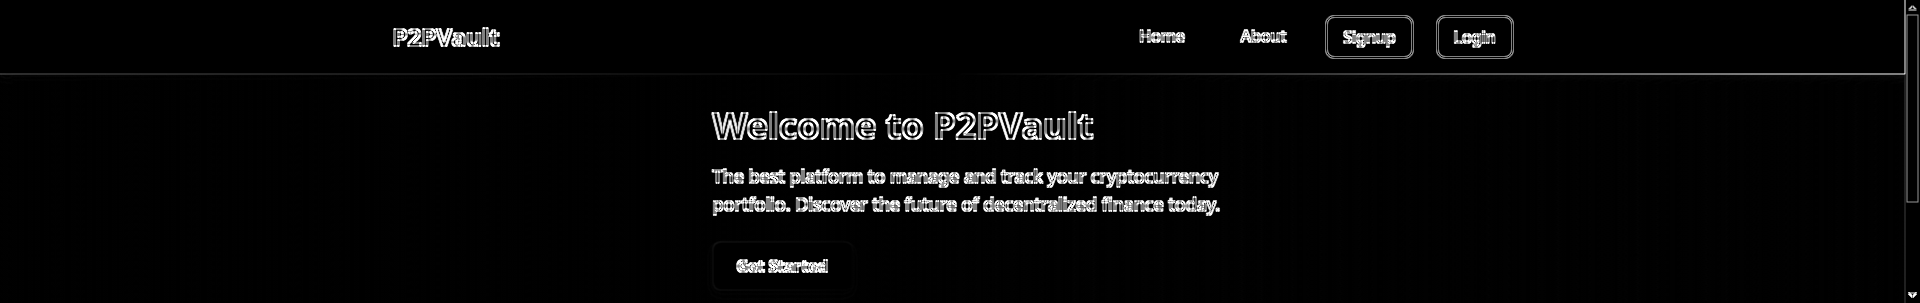 P2PVault
Home About Signup Login
Welcome to P2PVault
The best platform to manage and track your cryptocurrency
portfolio. Discover the future of decentralized finance today.
Get Started